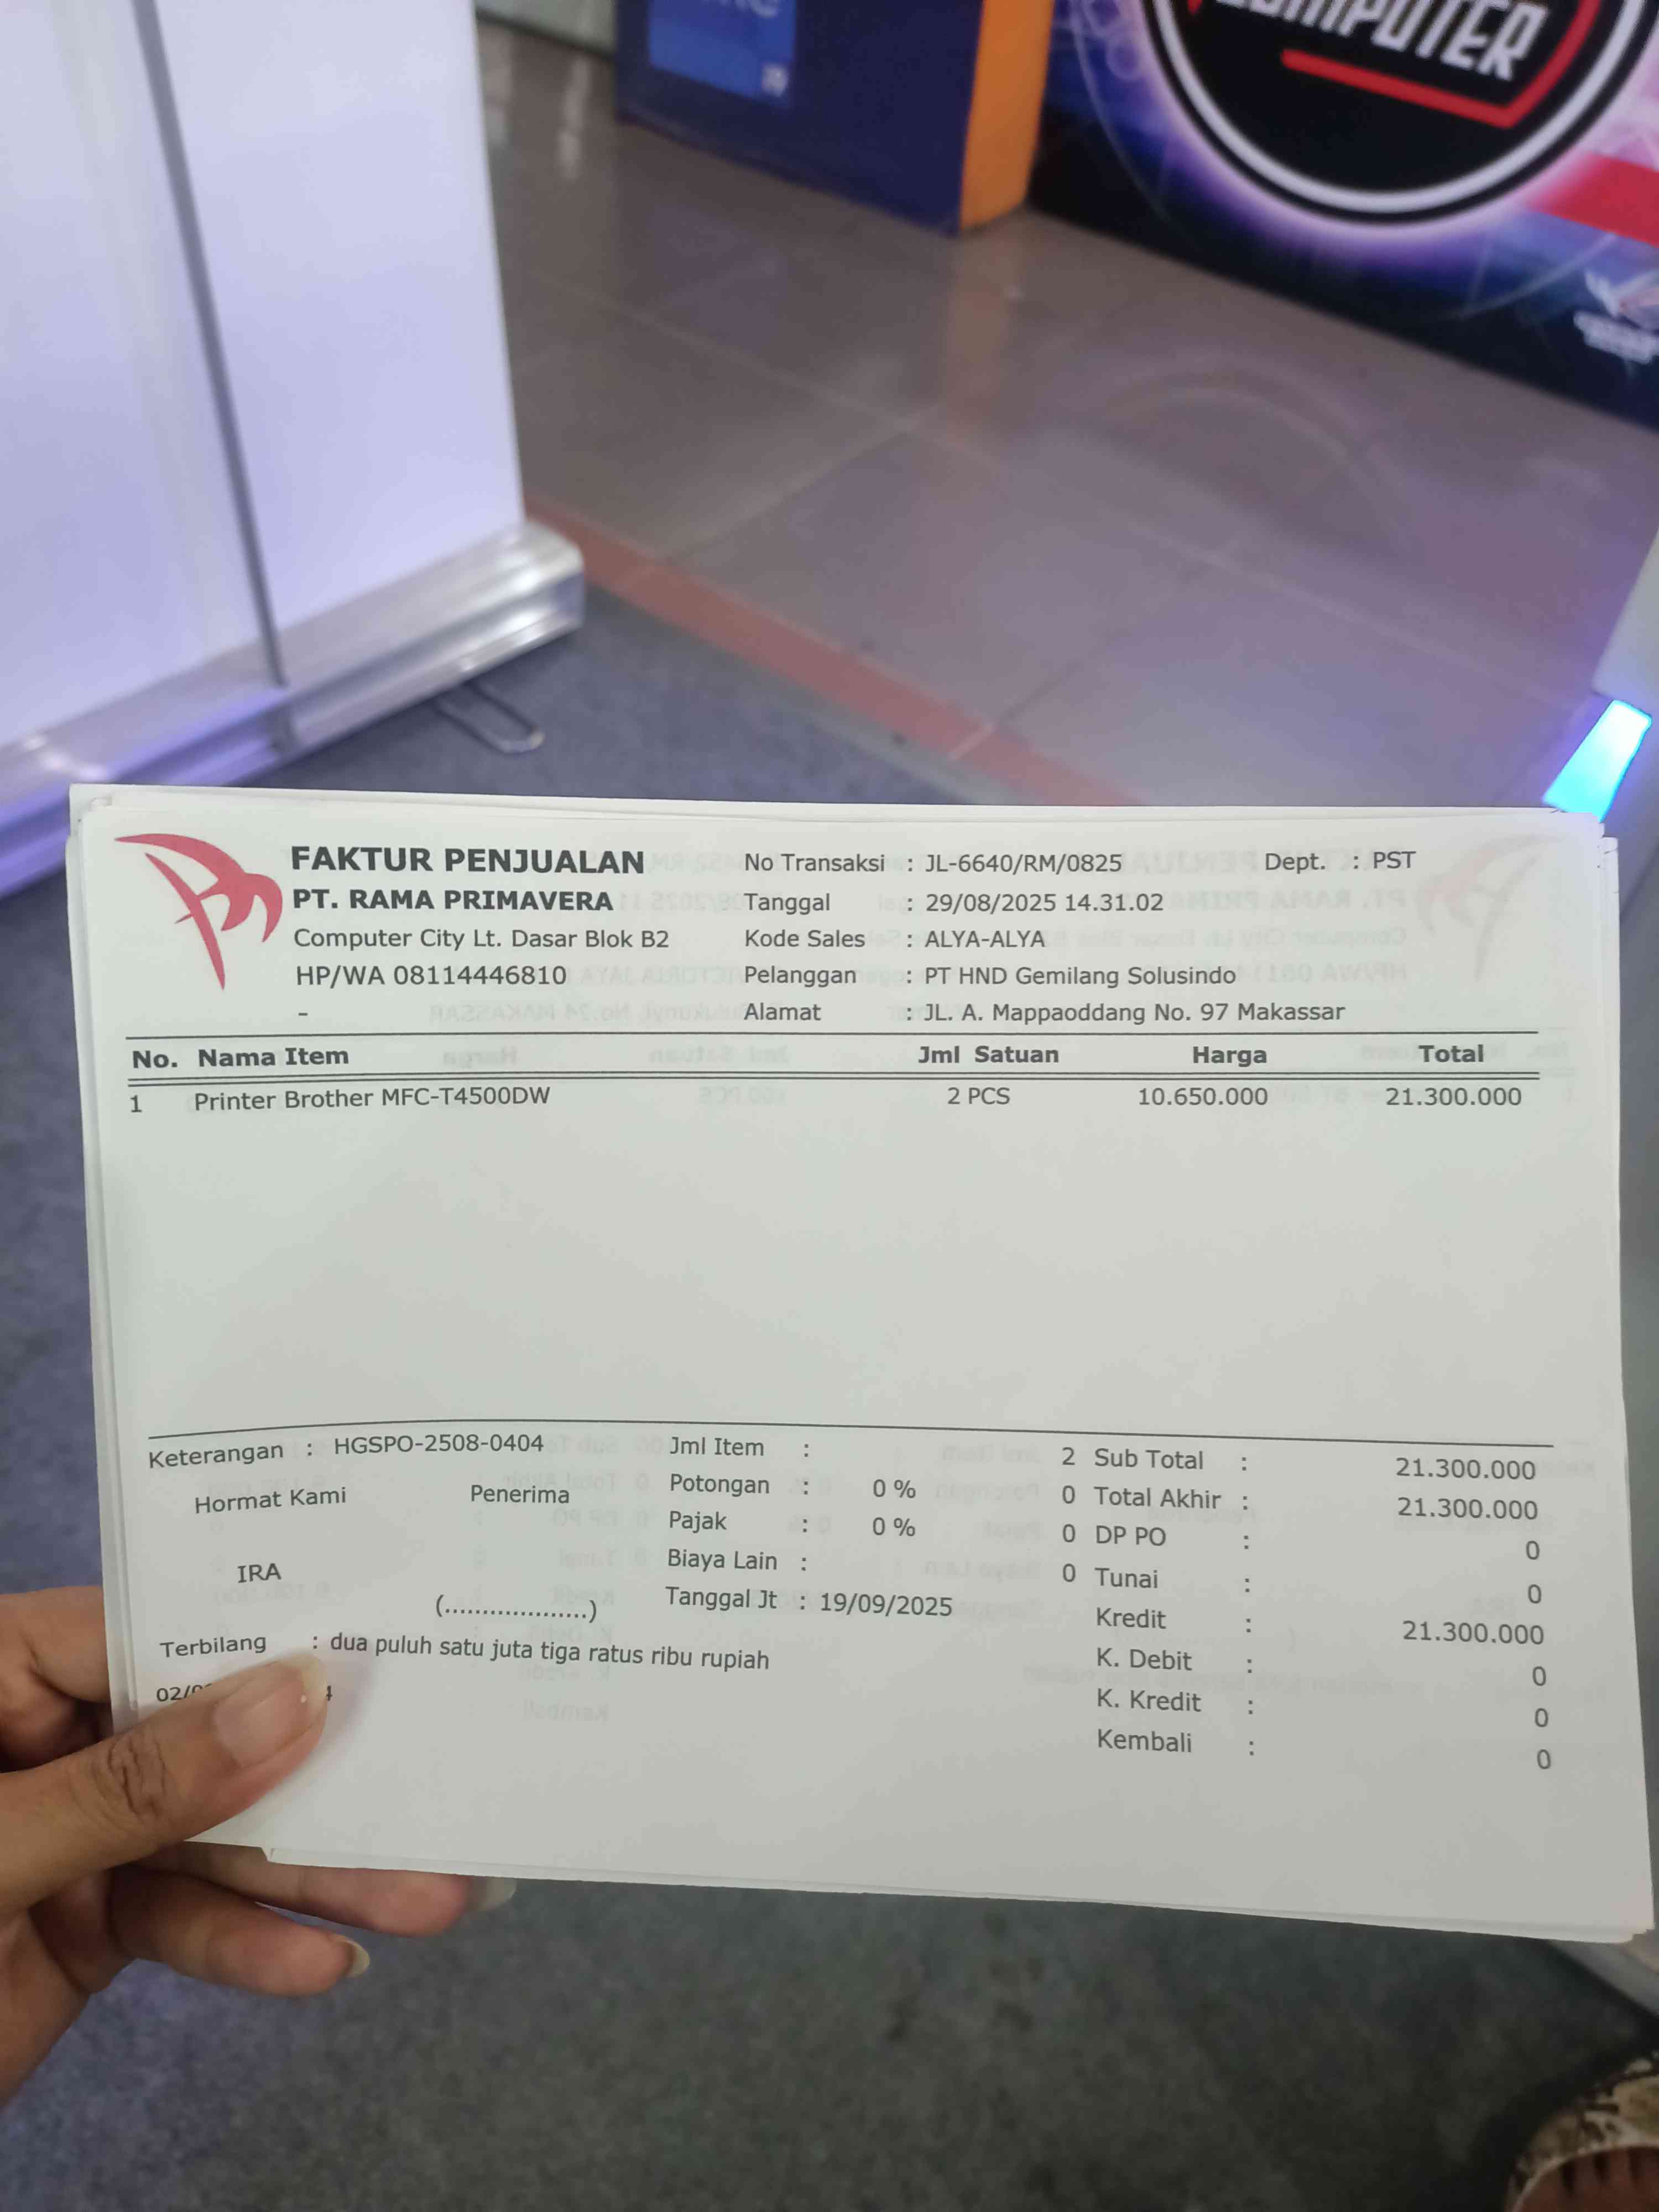 COMPUTER
FAKTUR PENJUALAN
PT. RAMA PRIMAVERA
Computer City Lt. Dasar Blok B2
HP/WA 08114446810
-
No Transaksi : JL-6640/RM/0825 Dept. : PST
Tanggal : 29/08/2025 14.31.02
Kode Sales : ALYA-ALYA
Pelanggan : PT HND Gemilang Solusindo
Alamat : JL. A. Mappaoddang No. 97 Makassar
No. Nama Item Jml Satuan Harga Total
1 Printer Brother MFC-T4500DW 2 PCS 10.650.000 21.300.000
Keterangan : HGSPO-2508-0404
Hormat Kami Penerima
IRA
(...................)
Terbilang : dua puluh satu juta tiga ratus ribu rupiah
02/
Jml Item : 2
Potongan : 0 % 0
Pajak : 0 % 0
Biaya Lain : 0
Tanggal Jt : 19/09/2025
Sub Total : 21.300.000
Total Akhir : 21.300.000
DP PO : 0
Tunai : 0
Kredit : 21.300.000
K. Debit : 0
K. Kredit : 0
Kembali : 0